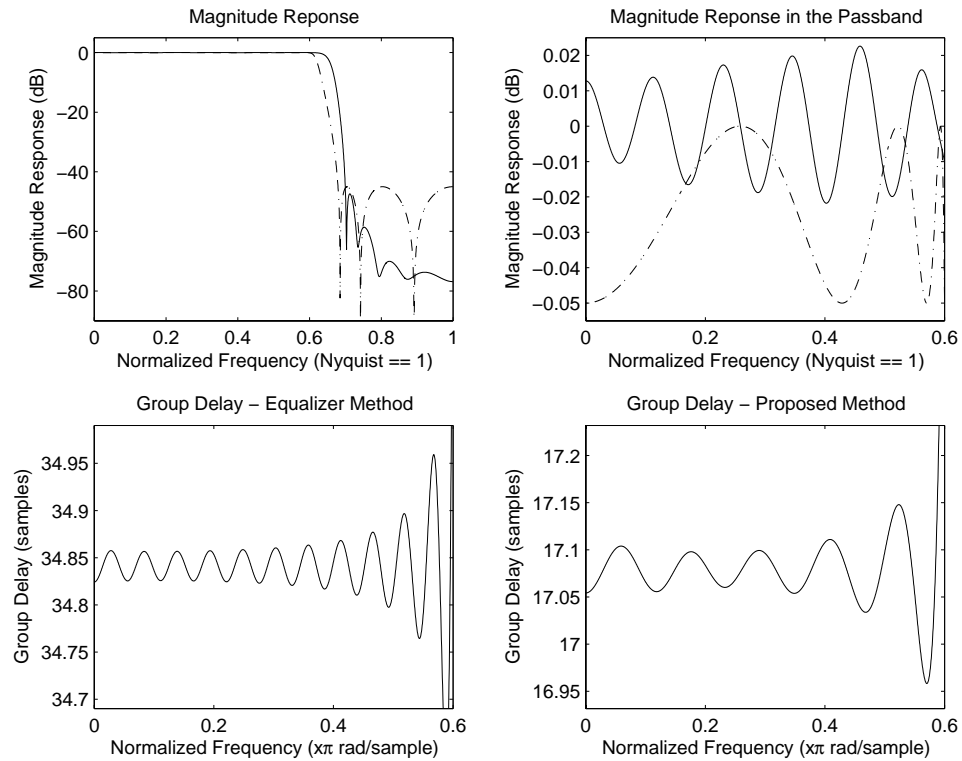 Magnitude Reponse
0
−20
−40
−60
−80
Magnitude Response (dB)
0 0.2 0.4 0.6 0.8 1
Normalized Frequency (Nyquist == 1)
Magnitude Reponse in the Passband
0.02
0.01
0
−0.01
−0.02
−0.03
−0.04
−0.05
Magnitude Response (dB)
0 0.2 0.4 0.6
Normalized Frequency (Nyquist == 1)
Group Delay − Equalizer Method
34.95
34.9
34.85
34.8
34.75
34.7
Group Delay (samples)
0 0.2 0.4 0.6
Normalized Frequency (xπ rad/sample)
Group Delay − Proposed Method
17.2
17.15
17.1
17.05
17
16.95
Group Delay (samples)
0 0.2 0.4 0.6
Normalized Frequency (xπ rad/sample)